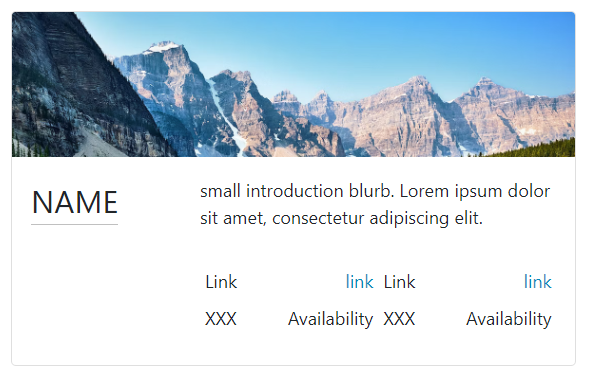 NAME
small introduction blurb. Lorem ipsum dolor
sit amet, consectetur adipiscing elit.
Link link Link link
XXX Availability XXX Availability